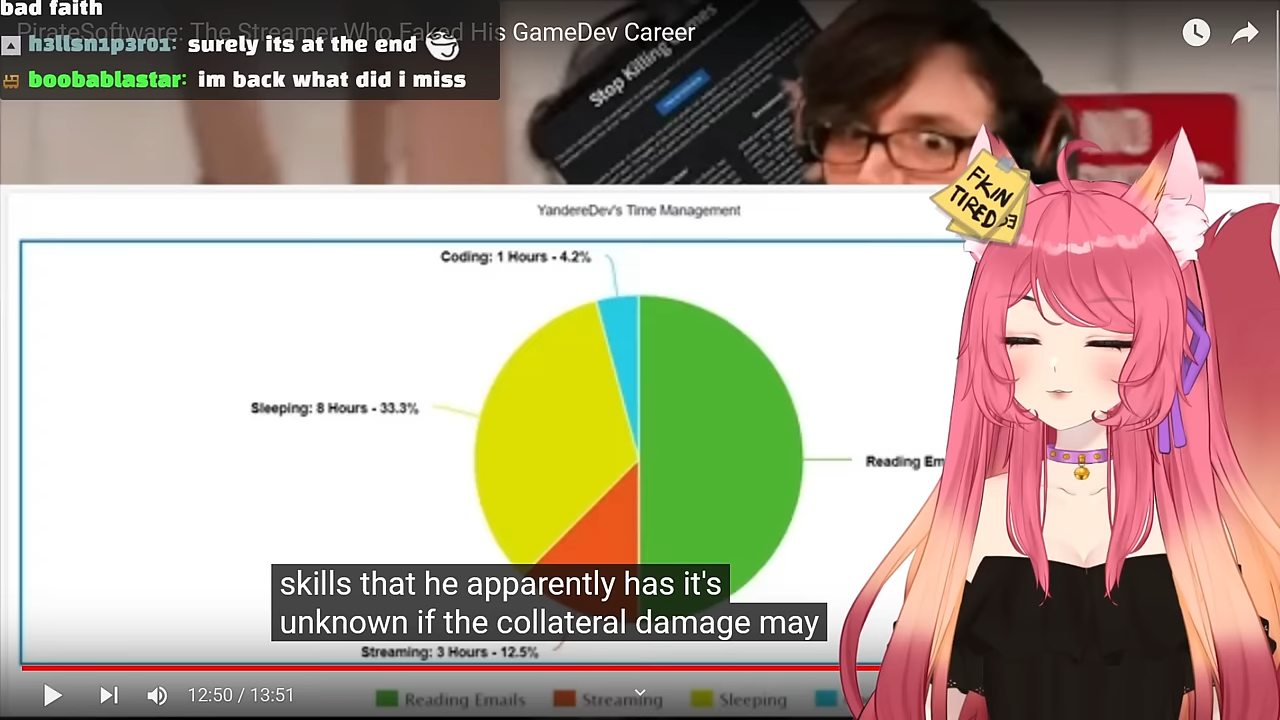 bad faith
PirateSoftware: The Streamer Who Faked His GameDev Career
h3llsn1p3r01: surely its at the end
boobablastar: im back what did i miss
Stop Killing Games
FKIN
TIRED
YandereDev's Time Management
Coding: 1 Hours - 4.2%
Sleeping: 8 Hours - 33.3%
Reading Em
skills that he apparently has it's
unknown if the collateral damage may
Streaming: 3 Hours - 12.5%
12:50 / 13:51
Reading Emails
Streaming
Sleeping